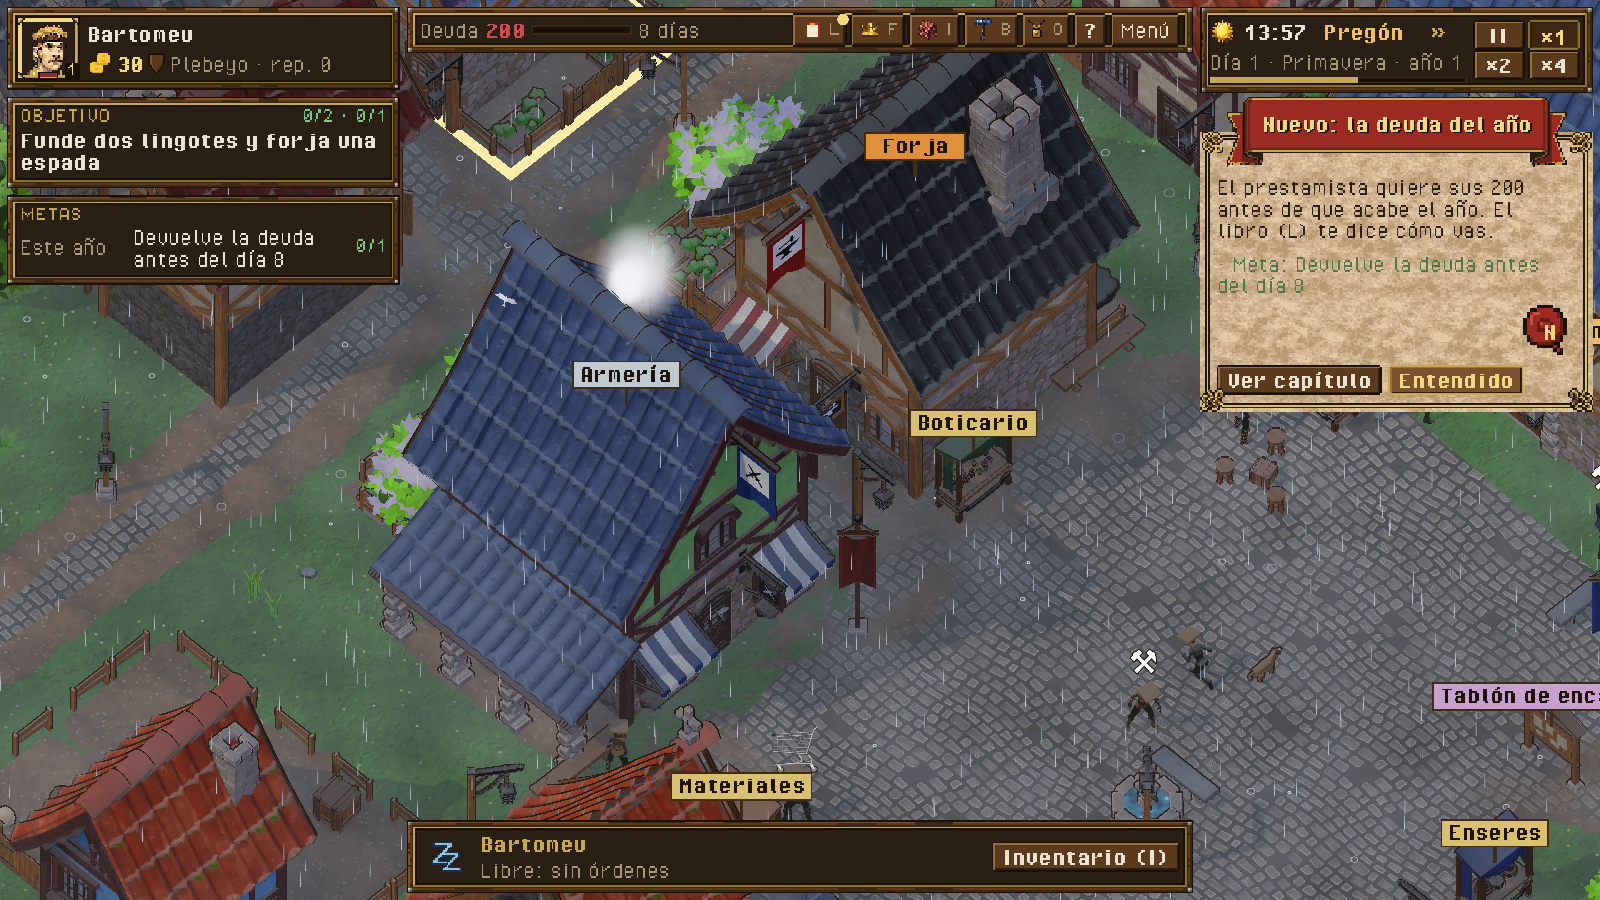 Bartomeu
1
30 Plebeyo · rep. 0
OBJETIVO 0/2 · 0/1
Funde dos lingotes y forja una
espada
METAS
Este año
Devuelve la deuda
antes del día 8
0/1
Deuda 200 8 días
L F I B O ? Menú
13:57 Pregón »
Día 1 · Primavera · año 1
×1
×2 ×4
Nuevo: la deuda del año
El prestamista quiere sus 200
antes de que acabe el año. El
libro (L) te dice cómo vas.
· Meta: Devuelve la deuda antes
del día 8
N
Ver capítulo Entendido
Forja
Armería
Boticario
Tablón de enc
Materiales
Enseres
Bartomeu
Libre: sin órdenes
Inventario (I)